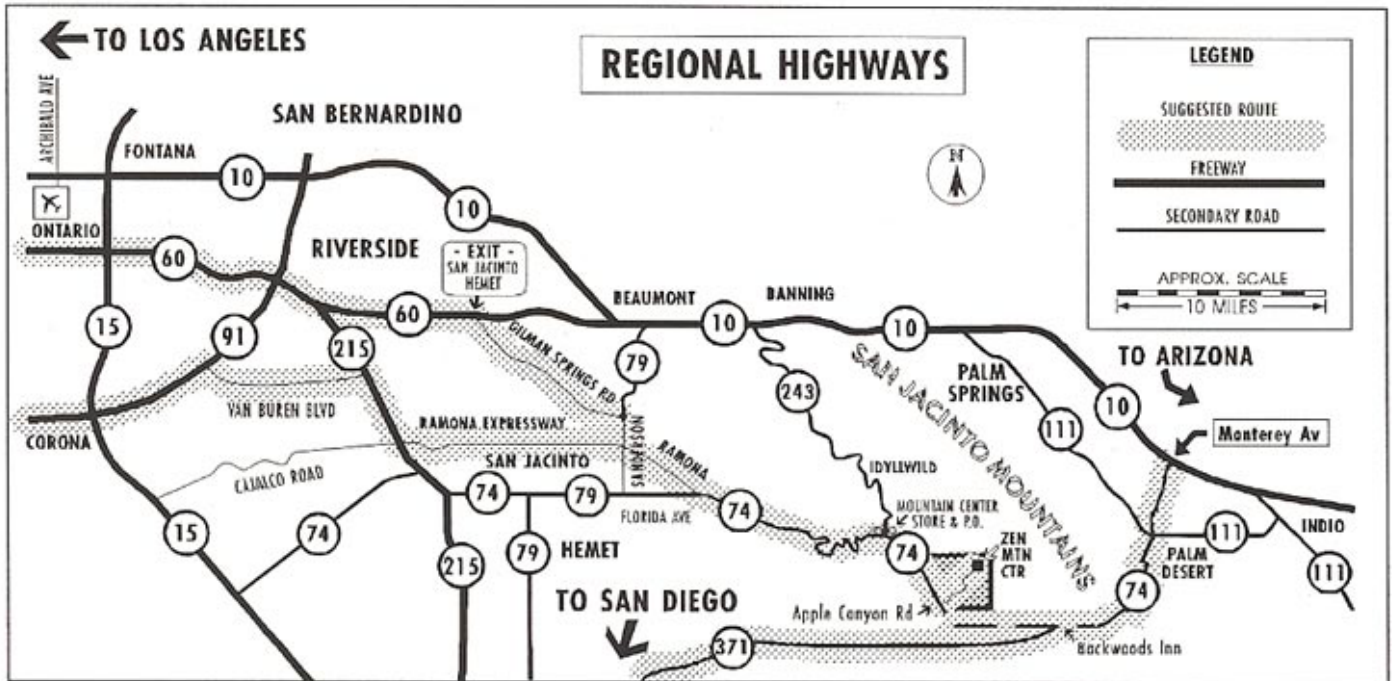 TO LOS ANGELES
REGIONAL HIGHWAYS
LEGEND
SUGGESTED ROUTE
FREEWAY
SECONDARY ROAD
APPROX. SCALE
10 MILES
ARCHIBALD AVE
SAN BERNARDINO
FONTANA
10
10
N
ONTARIO
60
RIVERSIDE
- EXIT -
SAN JACINTO
HEMET
60
BEAUMONT
10
BANNING
10
15
91
215
GILMAN SPRINGS RD
79
243
SAN JACINTO MOUNTAINS
PALM
SPRINGS
TO ARIZONA
10
111
Monterey Av
VAN BUREN BLVD
CORONA
RAMONA EXPRESSWAY
SANDERSON
RAMONA
IDYLLWILD
CAJALCO ROAD
SAN JACINTO
74
79
FLORIDA AVE
74
MOUNTAIN CENTER
STORE & P.O.
15
74
79
HEMET
215
74
ZEN
MTN
CTR
111
INDIO
PALM
DESERT
111
74
TO SAN DIEGO
Apple Canyon Rd
371
Backwoods Inn